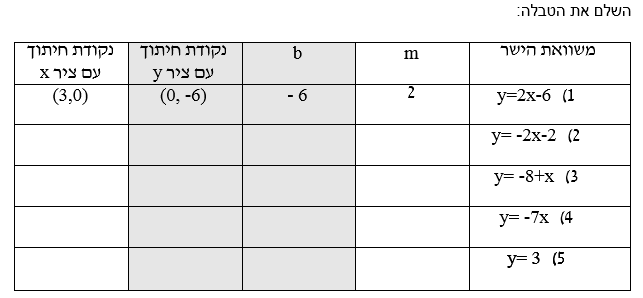 השלם את הטבלה:
משוואת הישר m b נקודת חיתוך עם ציר y נקודת חיתוך עם ציר x
1) y=2x-6 2 - 6 (0, -6) (3,0)
2) y= -2x-2
3) y= -8+x
4) y= -7x
5) y= 3